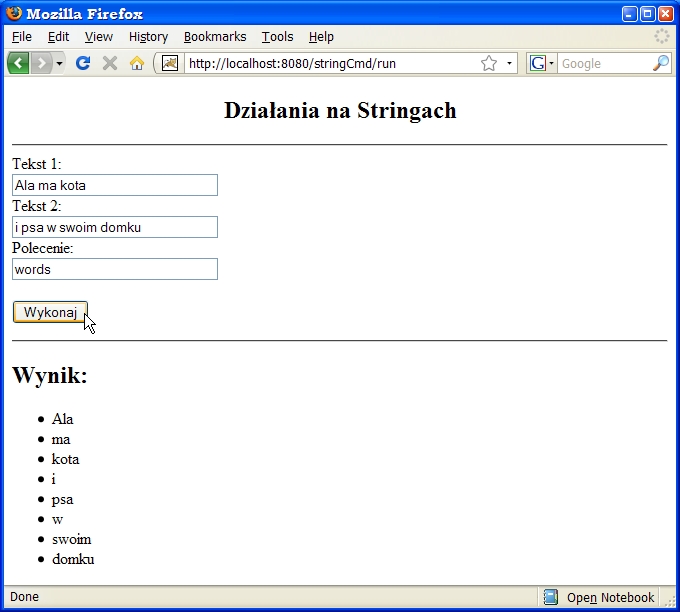 Mozilla Firefox
File Edit View History Bookmarks Tools Help
http://localhost:8080/stringCmd/run
G Google
Działania na Stringach
Tekst 1:
Ala ma kota
Tekst 2:
i psa w swoim domku
Polecenie:
words
Wykonaj
Wynik:
Ala
ma
kota
i
psa
w
swoim
domku
Done Open Notebook